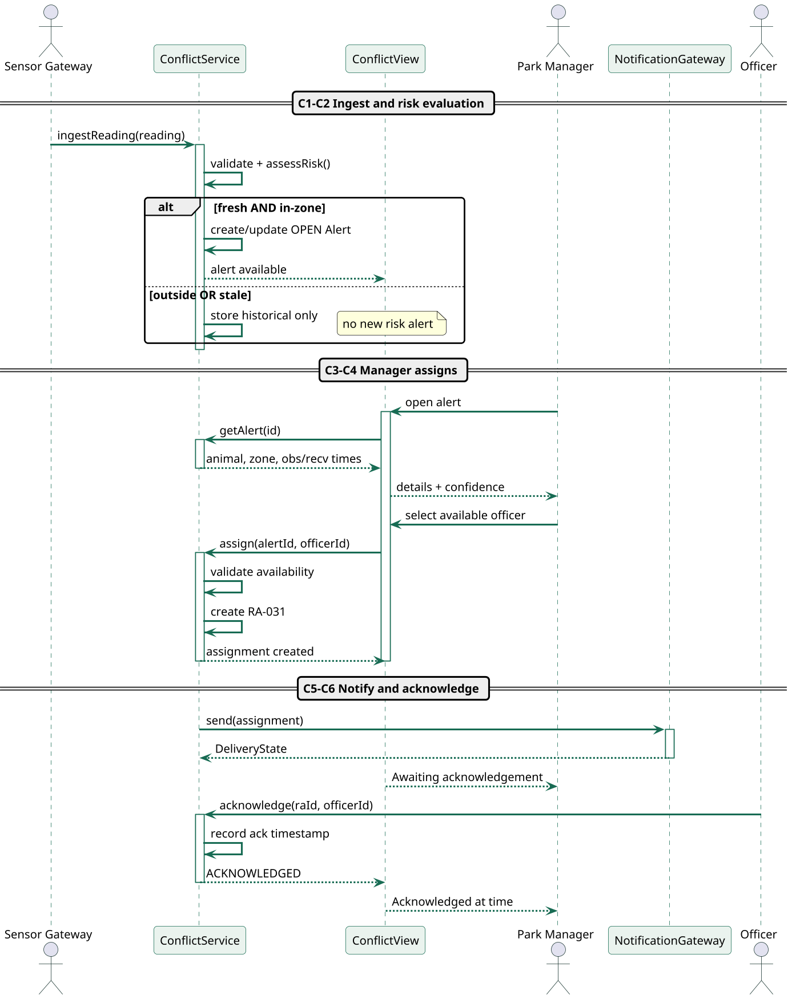 Sensor Gateway
ConflictService
ConflictView
Park Manager
NotificationGateway
Officer
C1-C2 Ingest and risk evaluation
ingestReading(reading)
validate + assessRisk()
alt
[fresh AND in-zone]
create/update OPEN Alert
alert available
[outside OR stale]
store historical only
no new risk alert
C3-C4 Manager assigns
open alert
getAlert(id)
animal, zone, obs/recv times
details + confidence
select available officer
assign(alertId, officerId)
validate availability
create RA-031
assignment created
C5-C6 Notify and acknowledge
send(assignment)
DeliveryState
Awaiting acknowledgement
acknowledge(raId, officerId)
record ack timestamp
ACKNOWLEDGED
Acknowledged at time
Sensor Gateway
ConflictService
ConflictView
Park Manager
NotificationGateway
Officer